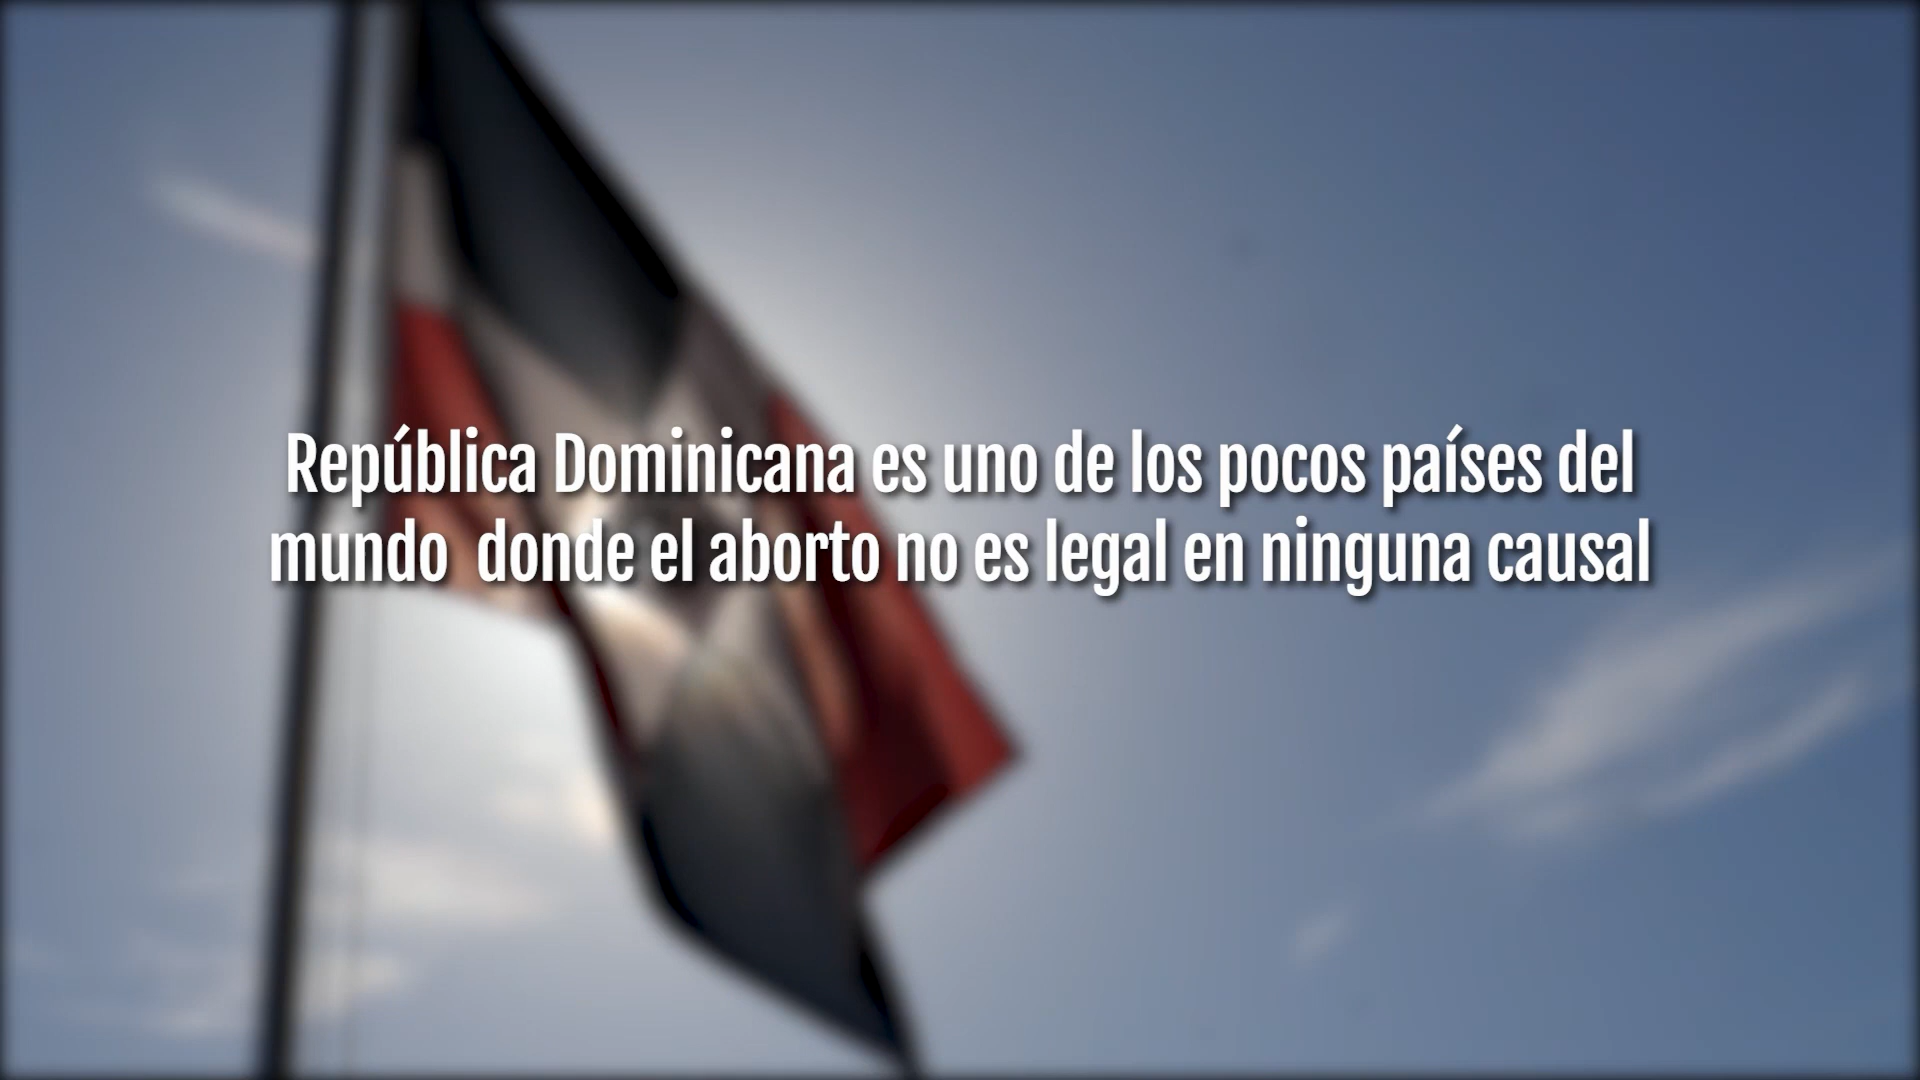 República Dominicana es uno de los pocos países del
mundo  donde el aborto no es legal en ninguna causal